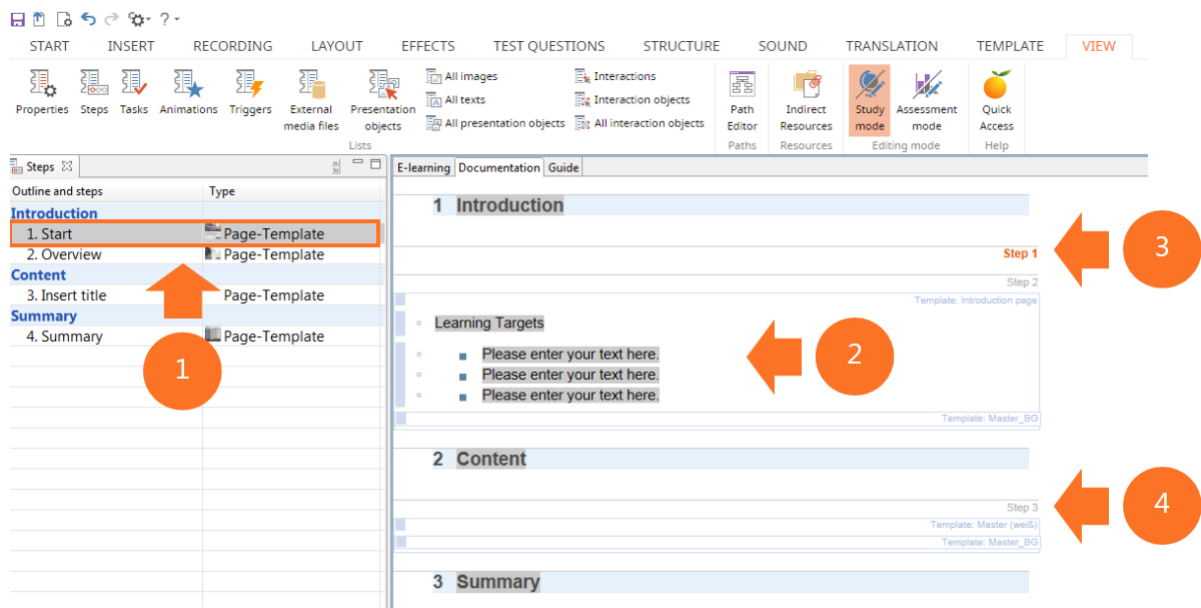 ?
START INSERT RECORDING LAYOUT EFFECTS TEST QUESTIONS STRUCTURE SOUND TRANSLATION TEMPLATE VIEW
Properties Steps Tasks Animations Triggers External media files Presentation objects
All images
All texts
All presentation objects
Interactions
Interaction objects
All interaction objects
Path Editor
Indirect Resources
Study mode
Assessment mode
Quick Access
Lists Paths Resources Editing mode Help
Steps
Outline and steps Type
Introduction
1. Start Page-Template
2. Overview Page-Template
Content
3. Insert title Page-Template
Summary
4. Summary Page-Template
1
E-learning Documentation Guide
1 Introduction
Step 1
3
Step 2
Template: Introduction page
Learning Targets
Please enter your text here.
Please enter your text here.
Please enter your text here.
2
Template: Master_BG
2 Content
Step 3
4
Template: Master (weiß)
Template: Master_BG
3 Summary